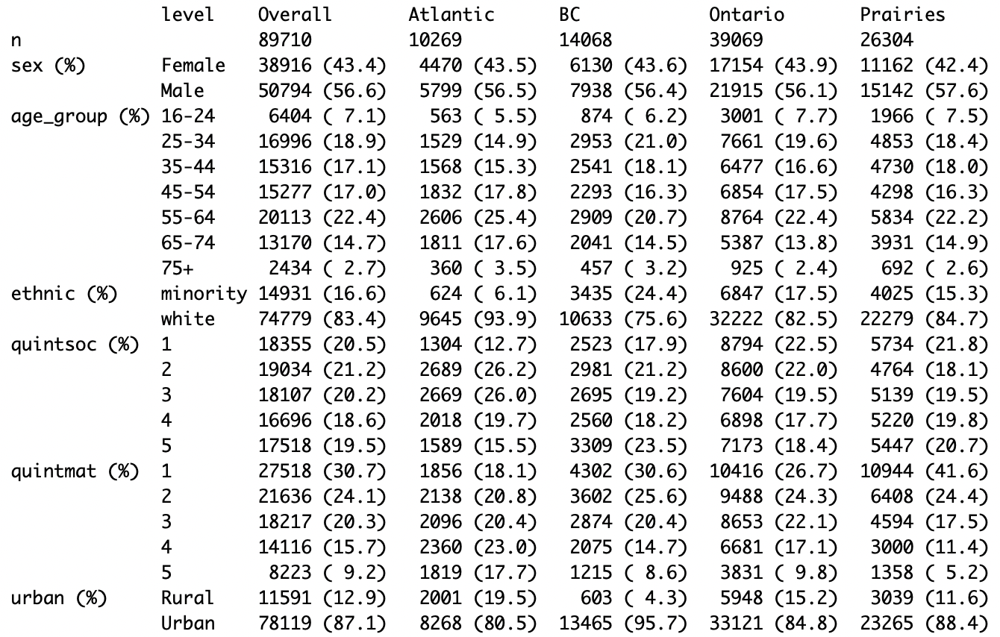 level Overall Atlantic BC Ontario Prairies
n 89710 10269 14068 39069 26304
sex (%) Female 38916 (43.4) 4470 (43.5) 6130 (43.6) 17154 (43.9) 11162 (42.4)
Male 50794 (56.6) 5799 (56.5) 7938 (56.4) 21915 (56.1) 15142 (57.6)
age_group (%) 16-24 6404 ( 7.1) 563 ( 5.5) 874 ( 6.2) 3001 ( 7.7) 1966 ( 7.5)
25-34 16996 (18.9) 1529 (14.9) 2953 (21.0) 7661 (19.6) 4853 (18.4)
35-44 15316 (17.1) 1568 (15.3) 2541 (18.1) 6477 (16.6) 4730 (18.0)
45-54 15277 (17.0) 1832 (17.8) 2293 (16.3) 6854 (17.5) 4298 (16.3)
55-64 20113 (22.4) 2606 (25.4) 2909 (20.7) 8764 (22.4) 5834 (22.2)
65-74 13170 (14.7) 1811 (17.6) 2041 (14.5) 5387 (13.8) 3931 (14.9)
75+ 2434 ( 2.7) 360 ( 3.5) 457 ( 3.2) 925 ( 2.4) 692 ( 2.6)
ethnic (%) minority 14931 (16.6) 624 ( 6.1) 3435 (24.4) 6847 (17.5) 4025 (15.3)
white 74779 (83.4) 9645 (93.9) 10633 (75.6) 32222 (82.5) 22279 (84.7)
quintsoc (%) 1 18355 (20.5) 1304 (12.7) 2523 (17.9) 8794 (22.5) 5734 (21.8)
2 19034 (21.2) 2689 (26.2) 2981 (21.2) 8600 (22.0) 4764 (18.1)
3 18107 (20.2) 2669 (26.0) 2695 (19.2) 7604 (19.5) 5139 (19.5)
4 16696 (18.6) 2018 (19.7) 2560 (18.2) 6898 (17.7) 5220 (19.8)
5 17518 (19.5) 1589 (15.5) 3309 (23.5) 7173 (18.4) 5447 (20.7)
quintmat (%) 1 27518 (30.7) 1856 (18.1) 4302 (30.6) 10416 (26.7) 10944 (41.6)
2 21636 (24.1) 2138 (20.8) 3602 (25.6) 9488 (24.3) 6408 (24.4)
3 18217 (20.3) 2096 (20.4) 2874 (20.4) 8653 (22.1) 4594 (17.5)
4 14116 (15.7) 2360 (23.0) 2075 (14.7) 6681 (17.1) 3000 (11.4)
5 8223 ( 9.2) 1819 (17.7) 1215 ( 8.6) 3831 ( 9.8) 1358 ( 5.2)
urban (%) Rural 11591 (12.9) 2001 (19.5) 603 ( 4.3) 5948 (15.2) 3039 (11.6)
Urban 78119 (87.1) 8268 (80.5) 13465 (95.7) 33121 (84.8) 23265 (88.4)